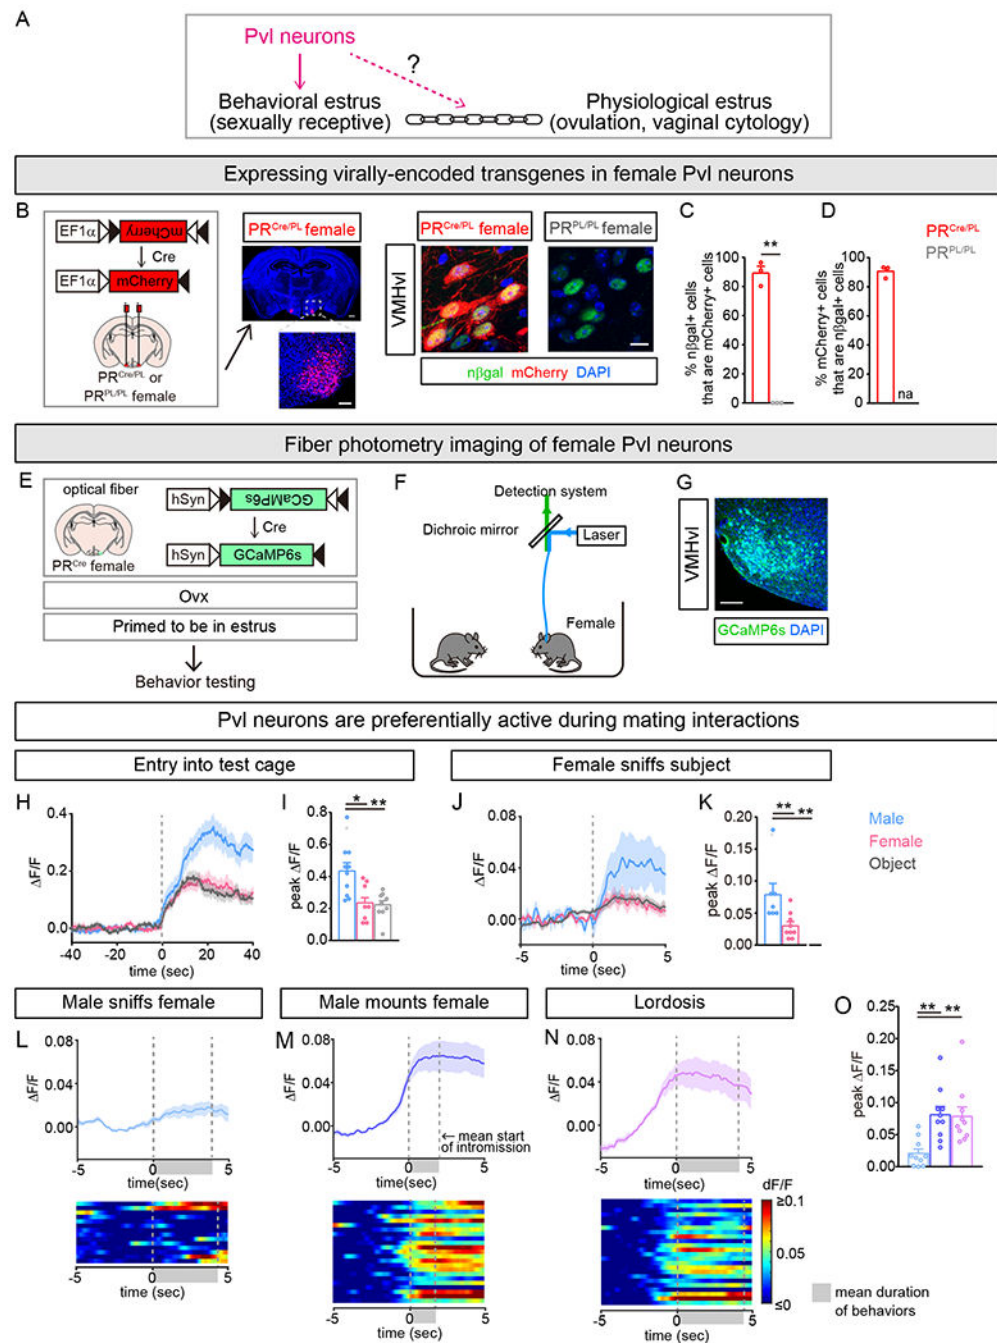 A
Pvl neurons
?
Behavioral estrus
(sexually receptive)
Physiological estrus
(ovulation, vaginal cytology)
Expressing virally-encoded transgenes in female Pvl neurons
B
EF1α
mCherry
Cre
EF1α
mCherry
PRCre/PL or
PRPL/PL female
PRCre/PL female
VMHvl
PRCre/PL female
PRPL/PL female
nβgal mCherry DAPI
C
% nβgal+ cells
that are mCherry+ cells
100
80
60
40
20
0
**
D
% mCherry+ cells
that are nβgal+ cells
100
80
60
40
20
0
na
PRCre/PL
PRPL/PL
Fiber photometry imaging of female Pvl neurons
E
optical fiber
PRCre female
hSyn
GCaMP6s
Cre
hSyn
GCaMP6s
Ovx
Primed to be in estrus
Behavior testing
F
Detection system
Dichroic mirror
Laser
Female
G
VMHvl
GCaMP6s DAPI
Pvl neurons are preferentially active during mating interactions
Entry into test cage
Female sniffs subject
H
ΔF/F
0.4
0.2
0.0
-40 -20 0 20 40
time (sec)
I
peak ΔF/F
0.8
0.6
0.4
0.2
0.0
* **
J
ΔF/F
0.08
0.04
0.00
-5 0 5
time (sec)
K
peak ΔF/F
0.20
0.15
0.10
0.05
0.00
** **
Male
Female
Object
Male sniffs female
Male mounts female
Lordosis
L
ΔF/F
0.08
0.04
0.00
-5 0 5
time(sec)
-5 0 5
time (sec)
M
ΔF/F
0.08
0.04
0.00
← mean start
of intromission
-5 0 5
time(sec)
-5 0 5
time (sec)
N
ΔF/F
0.08
0.04
0.00
-5 0 5
time(sec)
dF/F
≥0.1
0.05
≤0
-5 0 5
time (sec)
O
peak ΔF/F
0.25
0.20
0.15
0.10
0.05
0.00
** **
mean duration
of behaviors